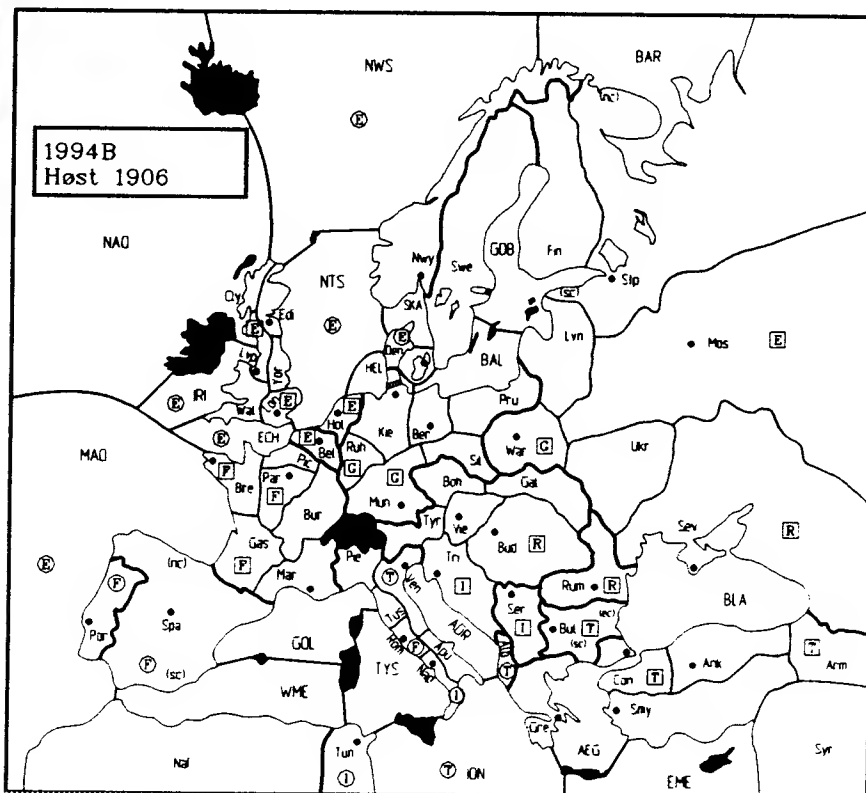 NWS
BAR
(nc)
E
1994B
Høst 1906
NAO
NTS
Nwy
Swe
GOB
Fin
Stp
(sc)
SKA
Cly
Edi
E
E
E
Den
Lvn
Mos
E
Lvp
BAL
HEL
Yor
IRI
E
Wal
E
Hol
E
Kie
Ber
Pru
War
G
Ukr
ECH
E
E
Bel
Ruh
G
MAO
Pic
Sil
F
Bre
Par
F
G
Mun
Boh
Gal
Bur
Tyr
Vie
Sev
R
Bud
R
Gas
F
Pie
T
Ven
Tri
I
Rum
R
(nc)
F
Mar
BLA
E
Por
Spa
Tus
ADR
Ser
I
(ec)
Bul
T
(sc)
GOL
Rom
F
Apu
T
Arm
F
(sc)
TYS
Nap
T
Con
T
Ank
WME
I
Gre
Smy
Naf
Tun
I
T
ION
AEG
EME
Syr